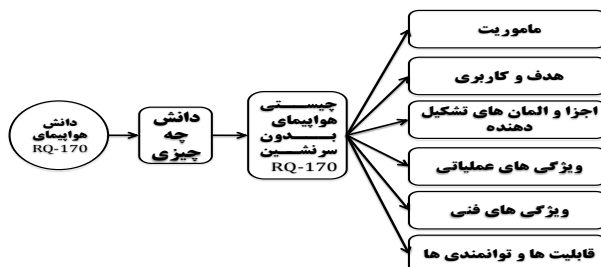 دانش
هواپیمای
RQ-170
دانش
چه
چیزی
چیستی
هواپیمای
بدون
سرنشین
RQ-170
ماموریت
هدف و کاربری
اجزا و المان های تشکیل
دهنده
ویژگی های عملیاتی
ویژگی های فنی
قابلیت ها و توانمندی ها